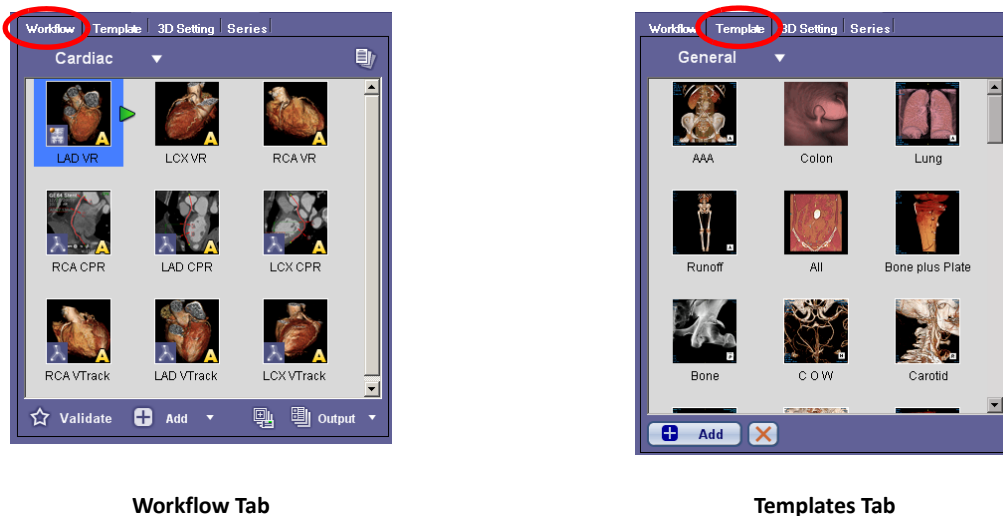 Workflow Template 3D Setting Series
Cardiac
LAD VR LCX VR RCA VR
RCA CPR LAD CPR LCX CPR
RCA VTrack LAD VTrack LCX VTrack
Validate Add Output
Workflow Tab
Workflow Template 3D Setting Series
General
AAA Colon Lung
Runoff All Bone plus Plate
Bone C O W Carotid
Add
Templates Tab